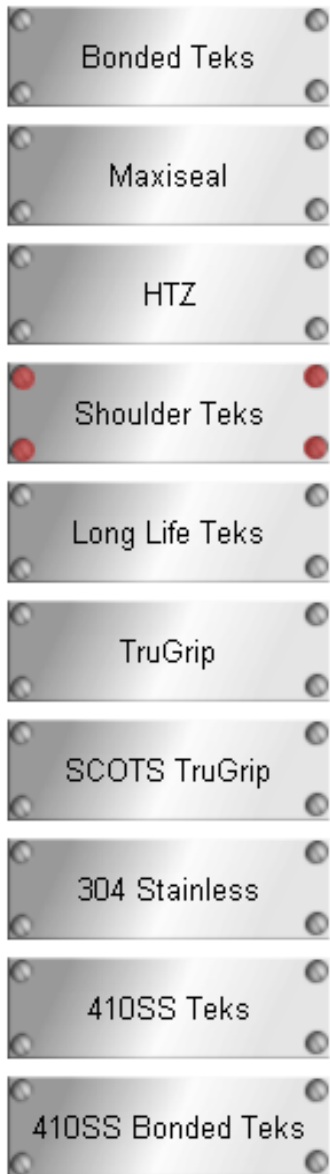 Bonded Teks
Maxiseal
HTZ
Shoulder Teks
Long Life Teks
TruGrip
SCOTS TruGrip
304 Stainless
410SS Teks
410SS Bonded Teks